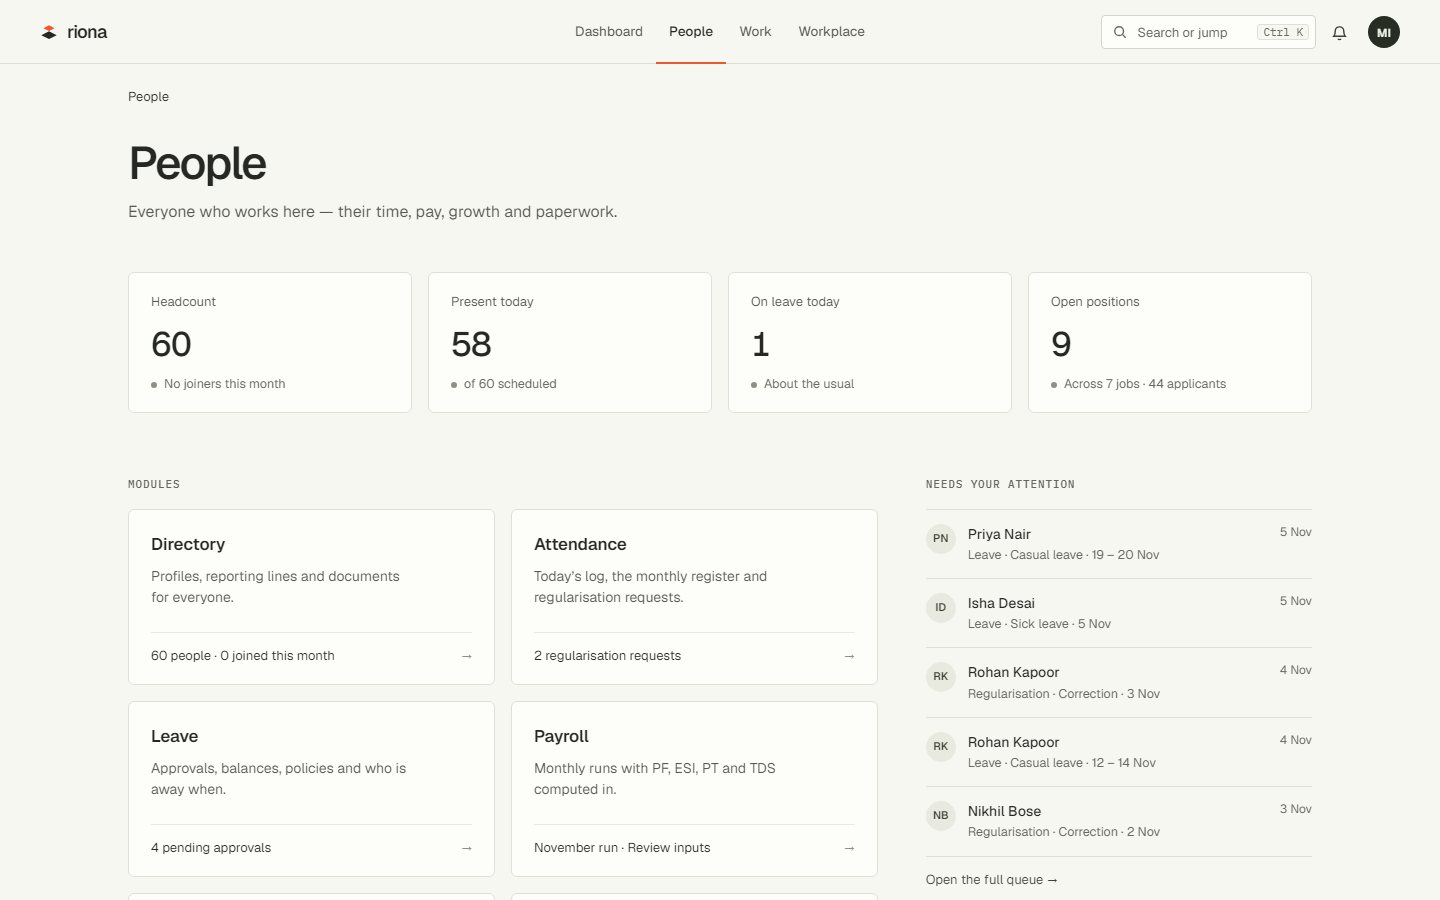 riona
Dashboard
People
Work
Workplace
Search or jump
Ctrl K
MI
People
People
Everyone who works here — their time, pay, growth and paperwork.
Headcount
60
No joiners this month
Present today
58
of 60 scheduled
On leave today
1
About the usual
Open positions
9
Across 7 jobs · 44 applicants
MODULES
Directory
Profiles, reporting lines and documents
for everyone.
60 people · 0 joined this month →
Attendance
Today’s log, the monthly register and
regularisation requests.
2 regularisation requests →
Leave
Approvals, balances, policies and who is
away when.
4 pending approvals →
Payroll
Monthly runs with PF, ESI, PT and TDS
computed in.
November run · Review inputs →
NEEDS YOUR ATTENTION
PN
Priya Nair
5 Nov
Leave · Casual leave · 19 – 20 Nov
ID
Isha Desai
5 Nov
Leave · Sick leave · 5 Nov
RK
Rohan Kapoor
4 Nov
Regularisation · Correction · 3 Nov
RK
Rohan Kapoor
4 Nov
Leave · Casual leave · 12 – 14 Nov
NB
Nikhil Bose
3 Nov
Regularisation · Correction · 2 Nov
Open the full queue →